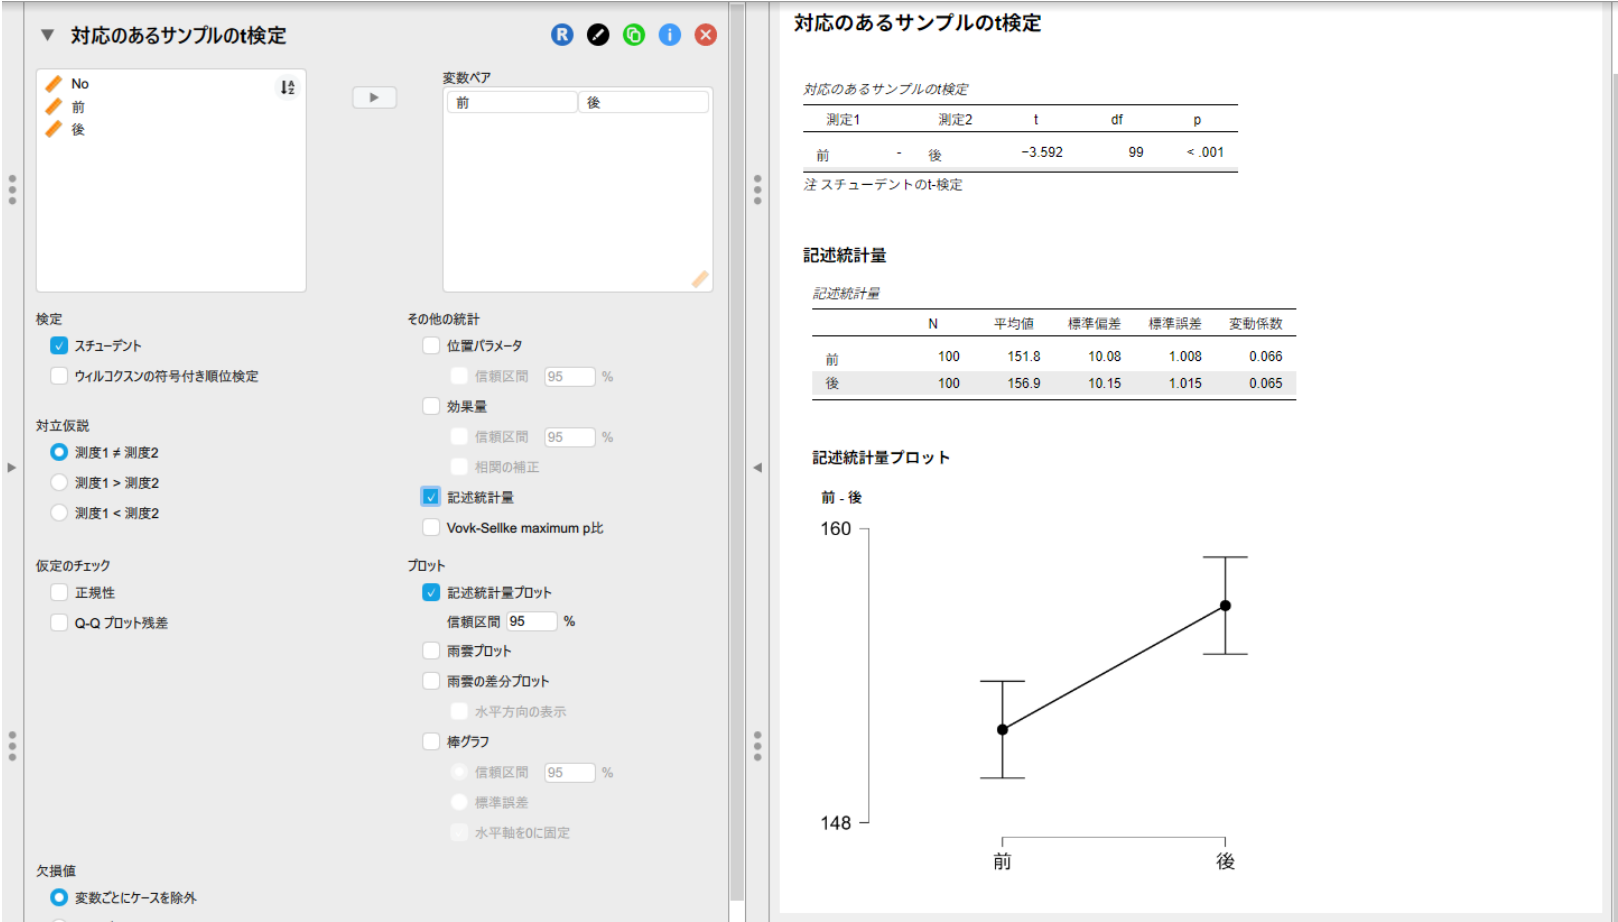 対応のあるサンプルのt検定
R
i
No
前
後
A
Z
変数ペア
前 後
検定
スチューデント
ウィルコクスンの符号付き順位検定
対立仮説
測度1 ≠ 測度2
測度1 > 測度2
測度1 < 測度2
仮定のチェック
正規性
Q-Q プロット残差
欠損値
変数ごとにケースを除外
その他の統計
位置パラメータ
信頼区間 95 %
効果量
信頼区間 95 %
相関の補正
記述統計量
Vovk-Sellke maximum p比
プロット
記述統計量プロット
信頼区間 95 %
雨雲プロット
雨雲の差分プロット
水平方向の表示
棒グラフ
信頼区間 95 %
標準誤差
水平軸を0に固定
対応のあるサンプルのt検定
対応のあるサンプルのt検定
測定1 測定2 t df p
前 - 後 −3.592 99 < .001
注 スチューデントのt-検定
記述統計量
記述統計量
N 平均値 標準偏差 標準誤差 変動係数
前 100 151.8 10.08 1.008 0.066
後 100 156.9 10.15 1.015 0.065
記述統計量プロット
前 - 後
160
148
前 後